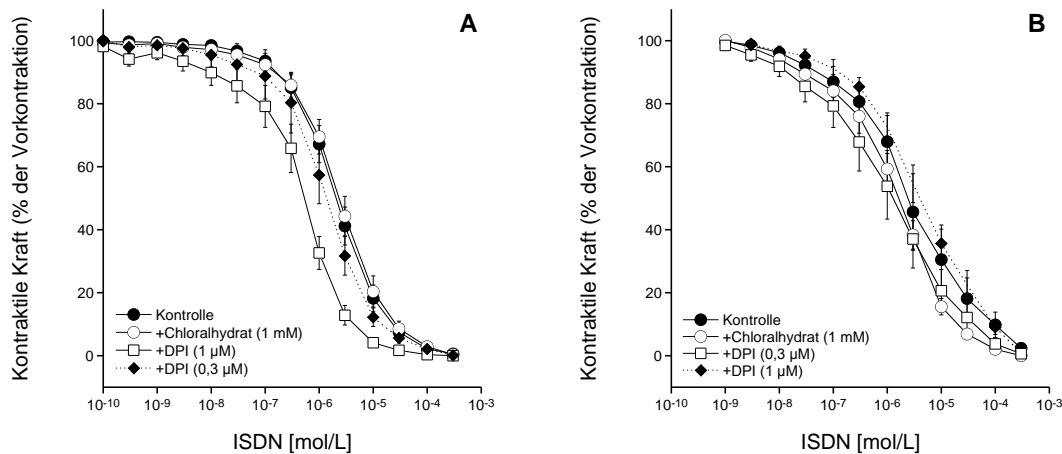 A
Kontraktile Kraft (% der Vorkontraktion)
100
80
60
40
20
0
Kontrolle
+Chloralhydrat (1 mM)
+DPI (1 µM)
+DPI (0,3 µM)
10-10 10-9 10-8 10-7 10-6 10-5 10-4 10-3
ISDN [mol/L]
B
Kontraktile Kraft (% der Vorkontraktion)
100
80
60
40
20
0
Kontrolle
+Chloralhydrat (1 mM)
+DPI (0,3 µM)
+DPI (1 µM)
10-10 10-9 10-8 10-7 10-6 10-5 10-4 10-3
ISDN [mol/L]